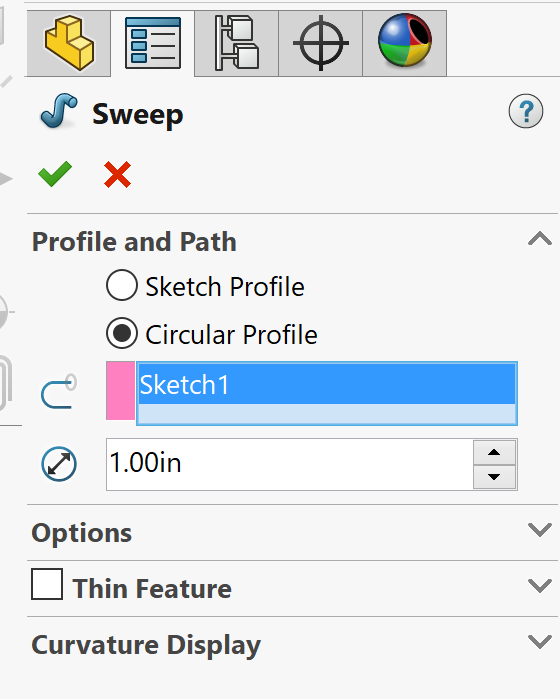 Sweep
?
Profile and Path
Sketch Profile
Circular Profile
Sketch1
1.00in
Options
Thin Feature
Curvature Display